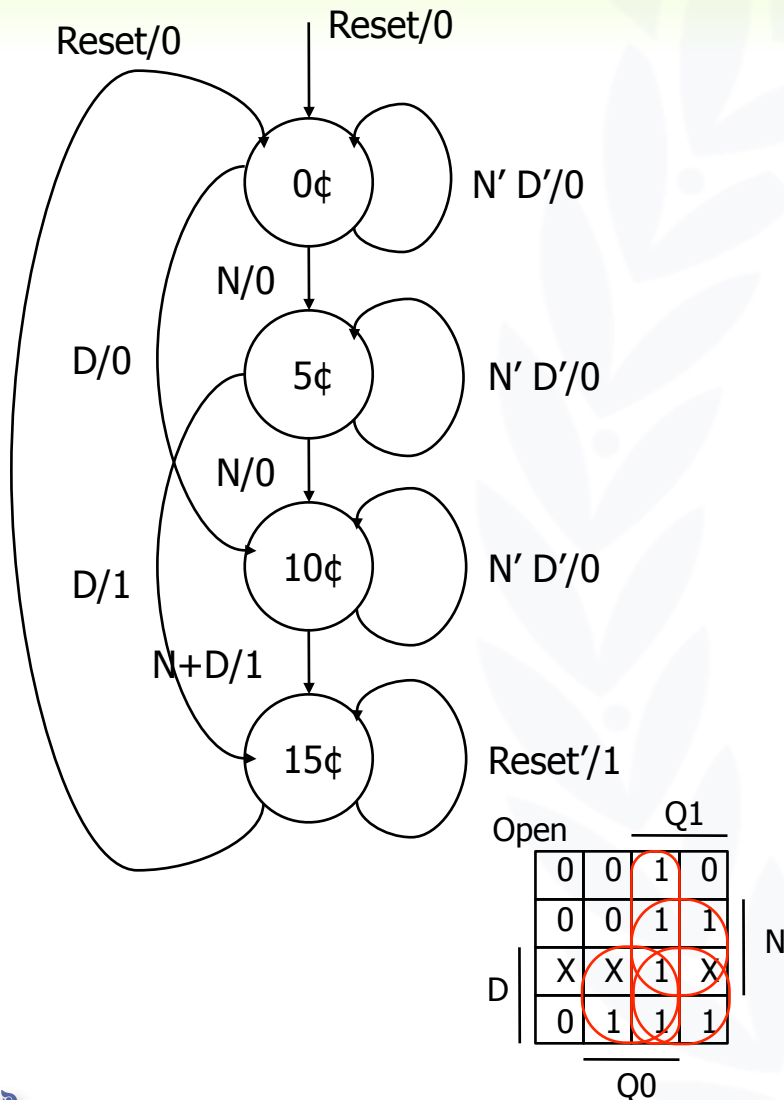 Reset/0
Reset/0
0¢
N′ D′/0
N/0
D/0
5¢
N′ D′/0
N/0
10¢
N′ D′/0
D/1
N+D/1
15¢
Reset′/1
Open
Q1
0 0 1 0
0 0 1 1
N
X X 1 X
D
0 1 1 1
Q0